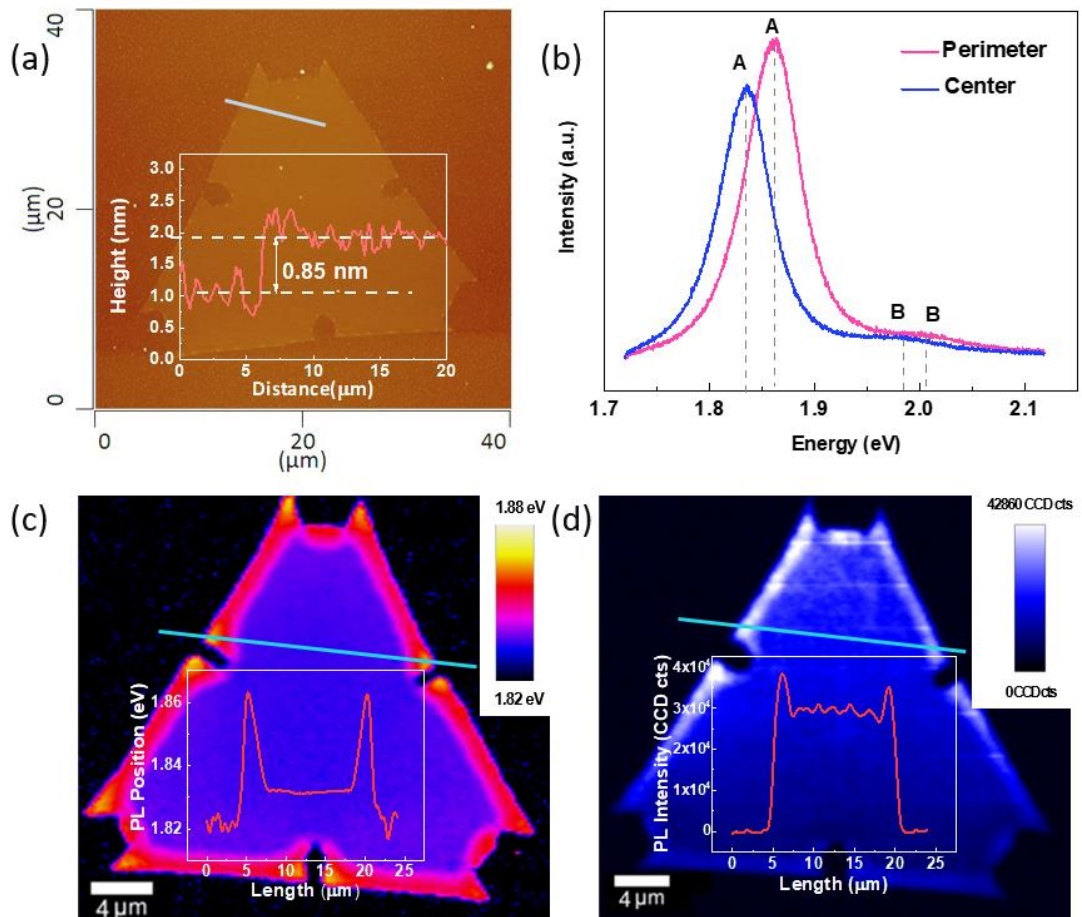 (a)
40
20
0
(μm)
0
20
40
(μm)
Height (nm)
3.0
2.5
2.0
1.5
1.0
0.5
0.0
0.85 nm
0
5
10
15
20
Distance(μm)
(b)
A
A
Perimeter
Center
B
B
Intensity (a.u.)
1.7
1.8
1.9
2.0
2.1
Energy (eV)
(c)
1.88 eV
1.82 eV
PL Position (eV)
1.86
1.84
1.83
1.82
0
5
10
15
20
25
Length (μm)
4 μm
(d)
42860 CCD cts
0 CCD cts
PL Intensity (CCD cts)
4x10⁴
3x10⁴
2x10⁴
1x10⁴
0
0
5
10
15
20
25
Length (μm)
4 μm